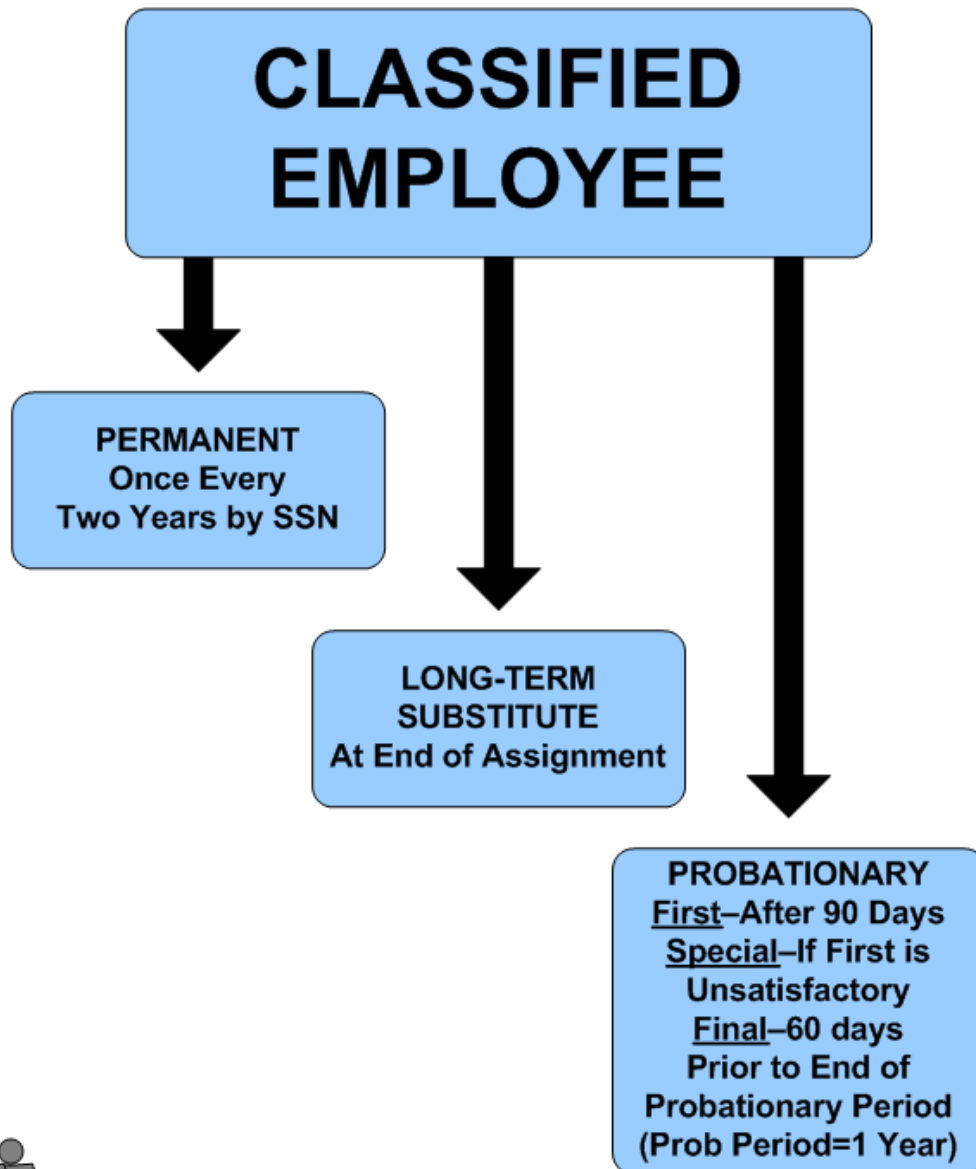 CLASSIFIED
EMPLOYEE
PERMANENT
Once Every
Two Years by SSN
LONG-TERM
SUBSTITUTE
At End of Assignment
PROBATIONARY
First–After 90 Days
Special–If First is
Unsatisfactory
Final–60 days
Prior to End of
Probationary Period
(Prob Period=1 Year)